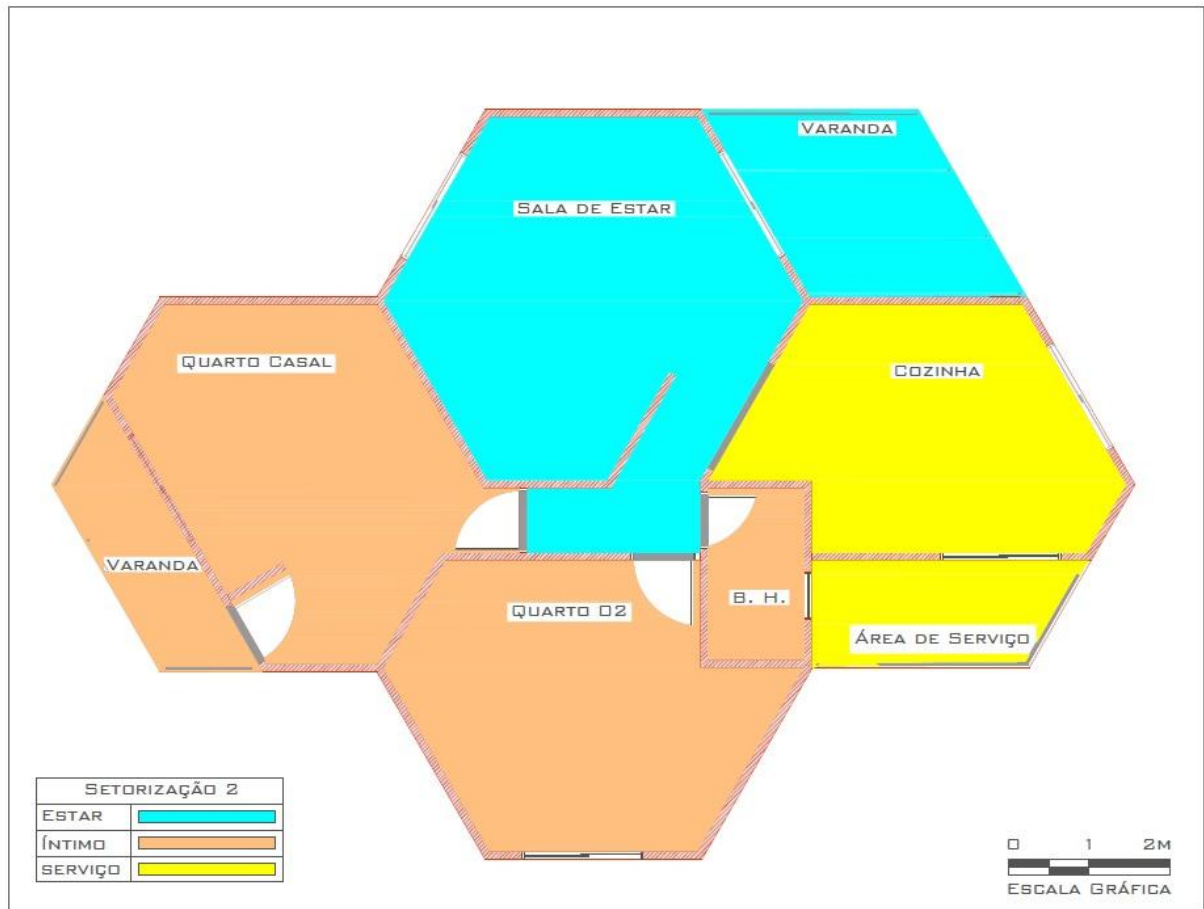 VARANDA
SALA DE ESTAR
QUARTO CASAL
COZINHA
VARANDA
B. H.
QUARTO 02
ÁREA DE SERVIÇO
SETORIZAÇÃO 2
ESTAR
ÍNTIMO
SERVIÇO
0 1 2M
ESCALA GRÁFICA